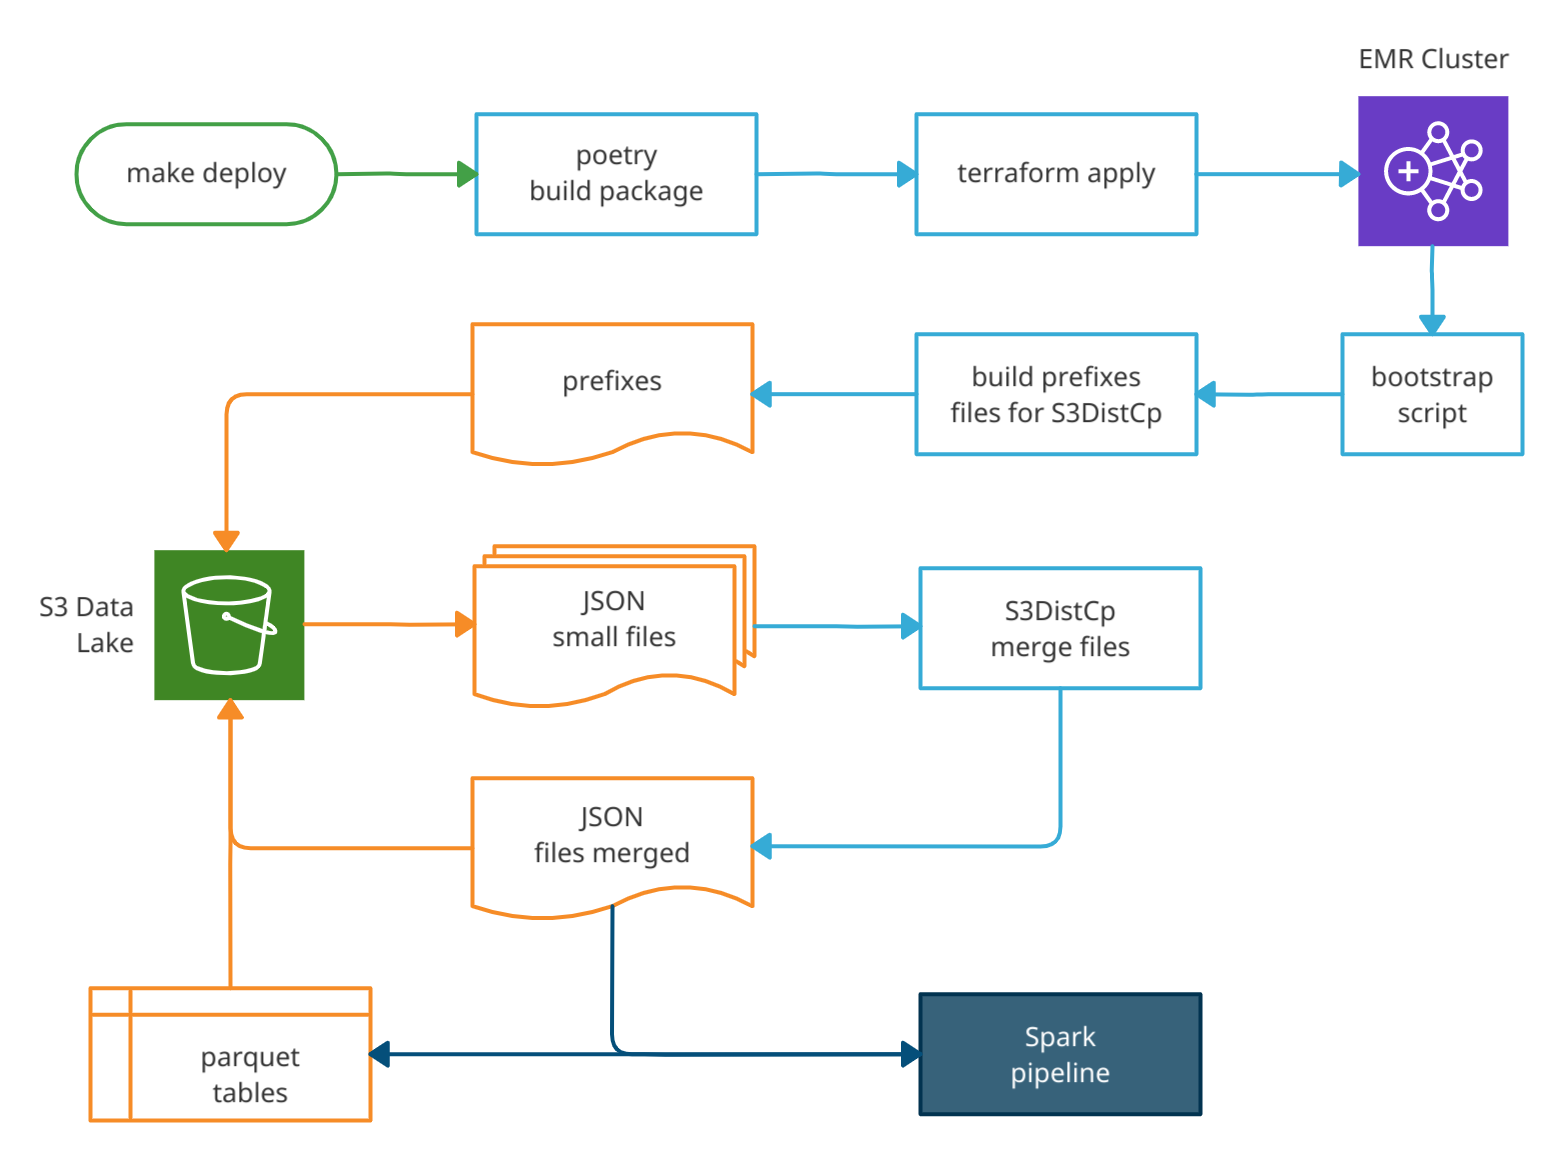 EMR Cluster
make deploy
poetry
build package
terraform apply
prefixes
build prefixes
files for S3DistCp
bootstrap
script
S3 Data
Lake
JSON
small files
S3DistCp
merge files
JSON
files merged
parquet
tables
Spark
pipeline